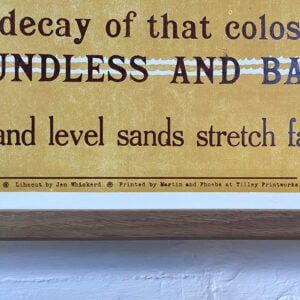 decay of that colos
UNDLESS AND BA
and level sands stretch fa
Linocut by Jen Whiskerd. Printed by Martin and Phoebe at Tilley Printworks